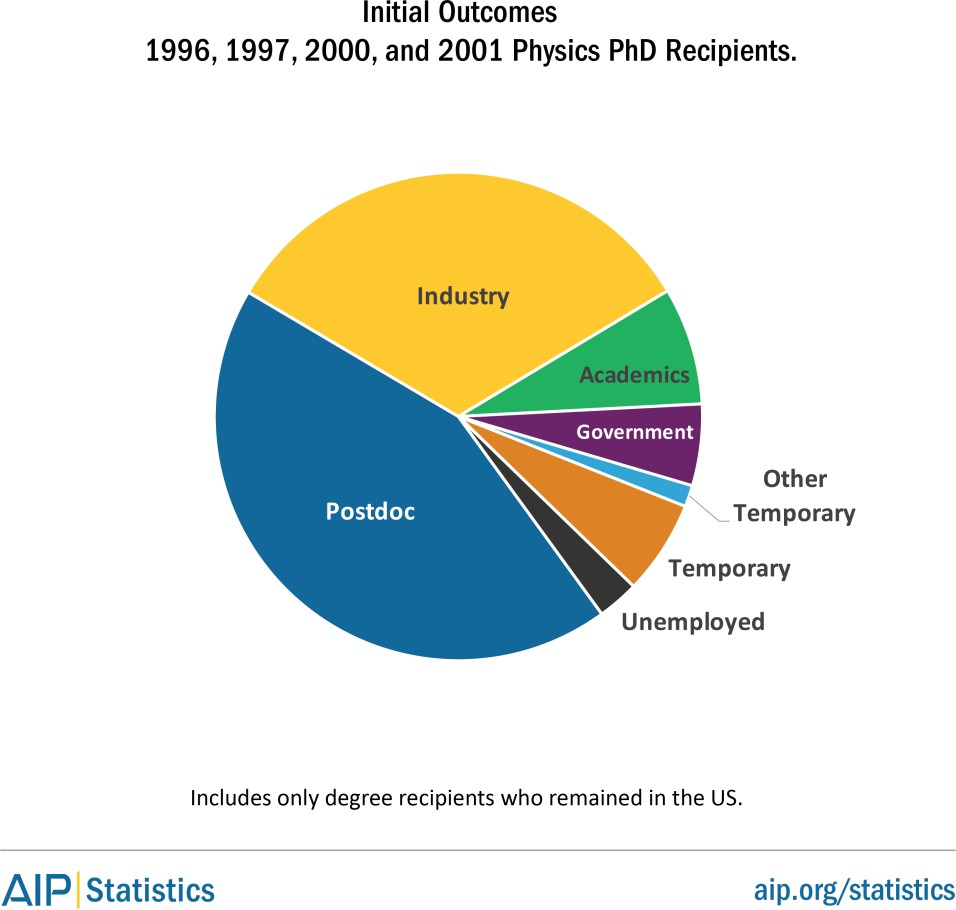 Initial Outcomes
1996, 1997, 2000, and 2001 Physics PhD Recipients.
Industry
Academics
Government
Other
Temporary
Postdoc
Temporary
Unemployed
Includes only degree recipients who remained in the US.
AIP Statistics
aip.org/statistics